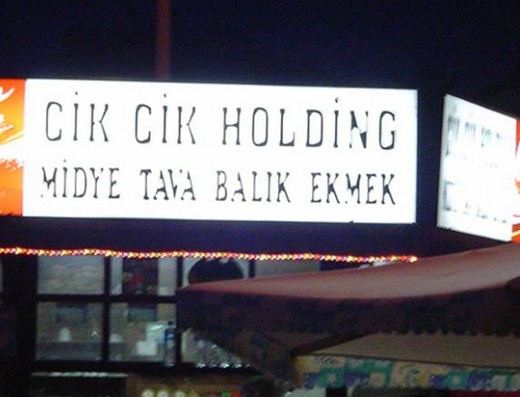 CİK CİK HOLDİNG
MİDYE TAVA BALIK EKMEK